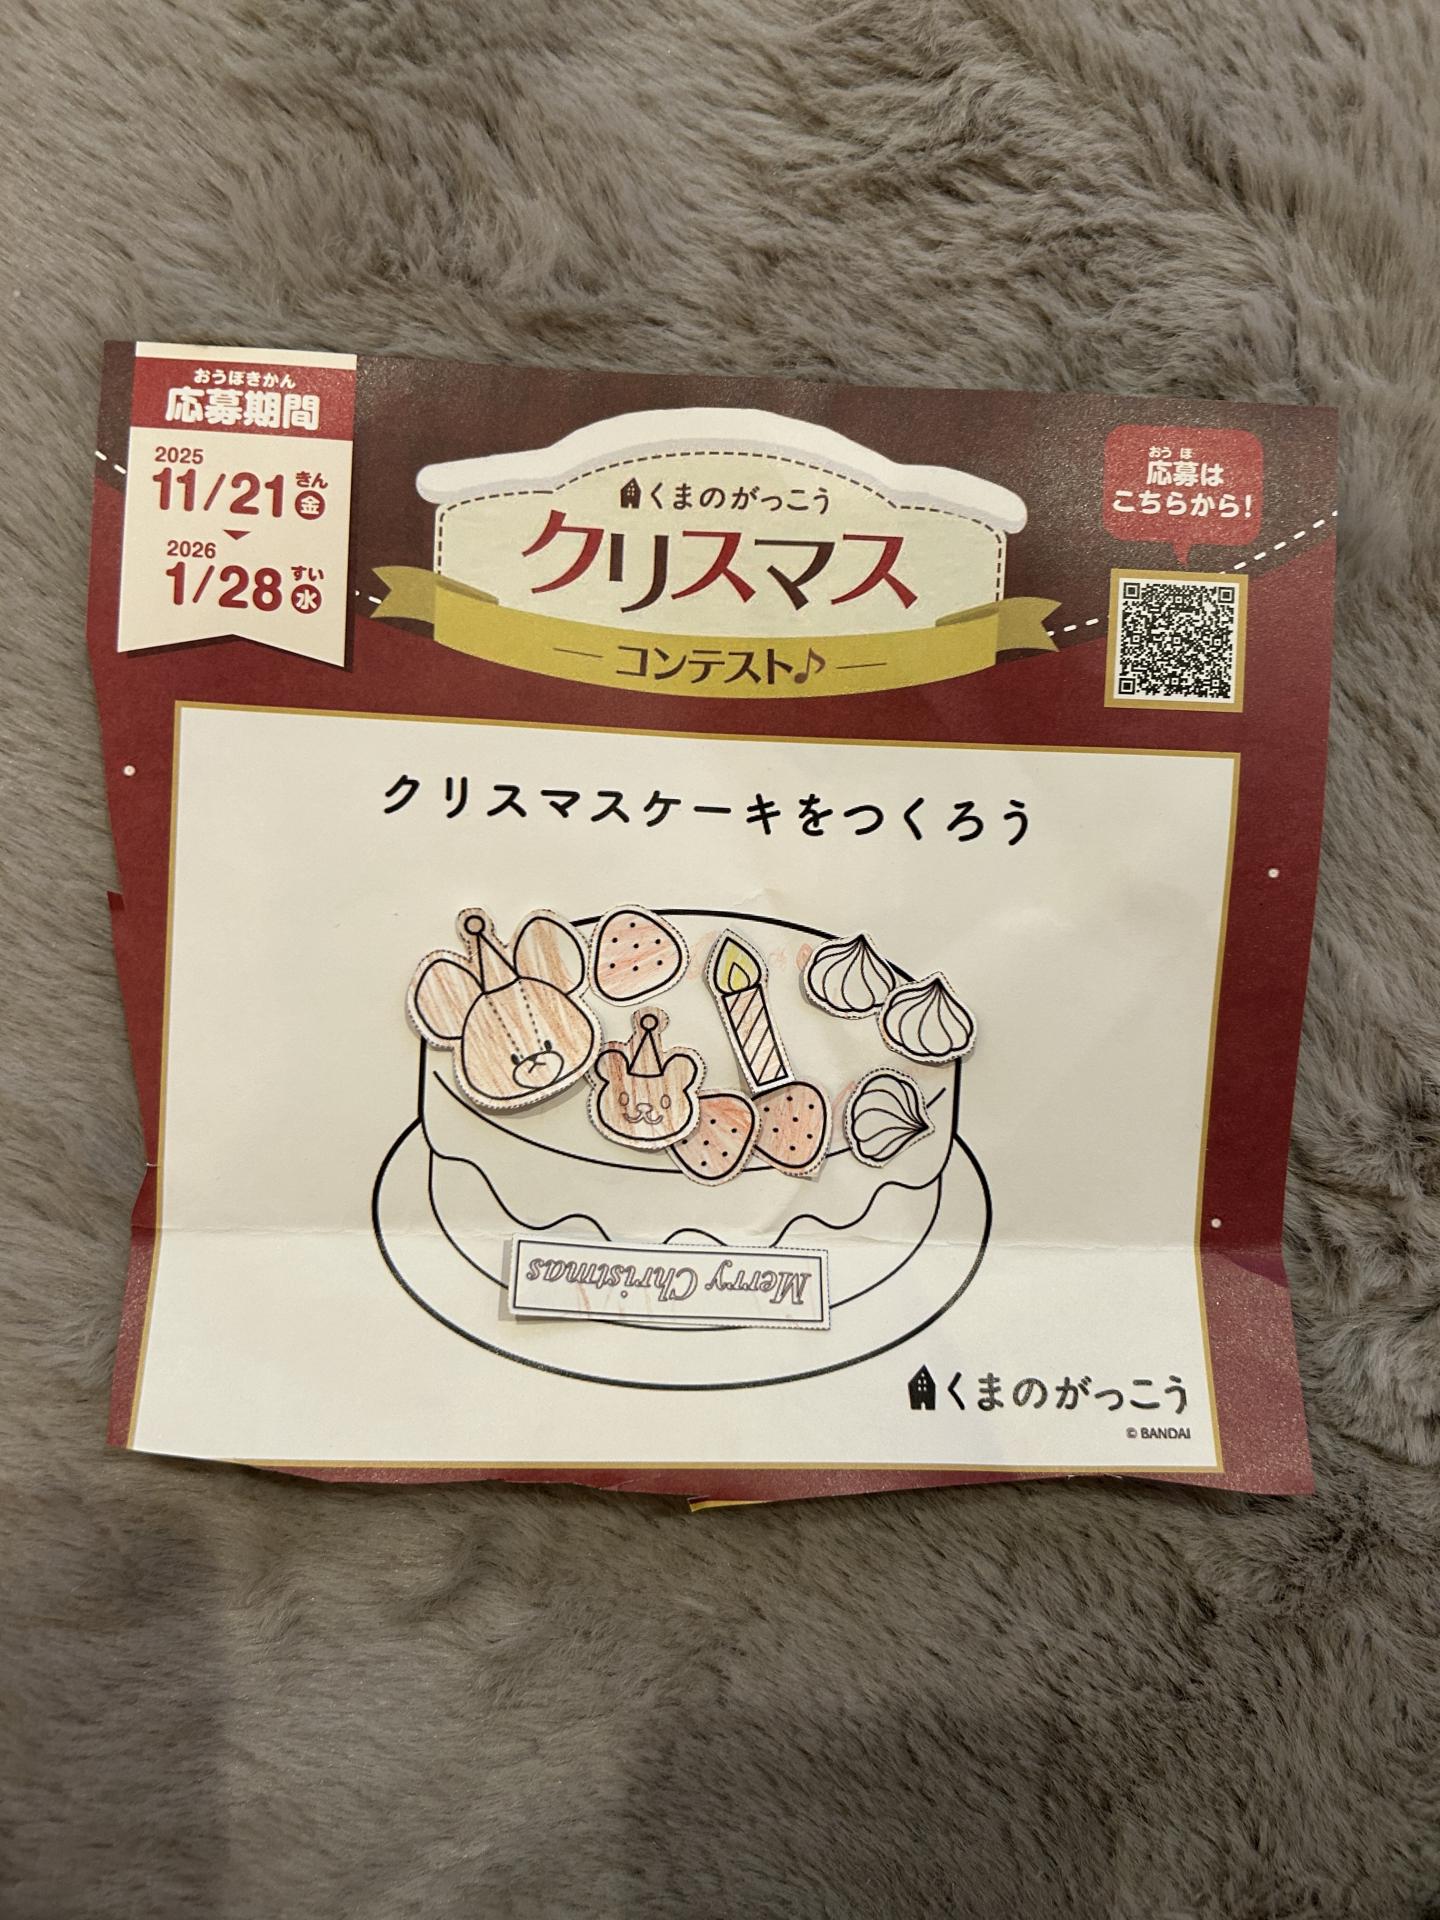 おうぼきかん
応募期間
2025
11/21 きん 金
2026
1/28 すい 水
くまのがっこう
クリスマス
コンテスト♪
おうぼ
応募は
こちらから!
クリスマスケーキをつくろう
Merry Christmas
くまのがっこう
© BANDAI